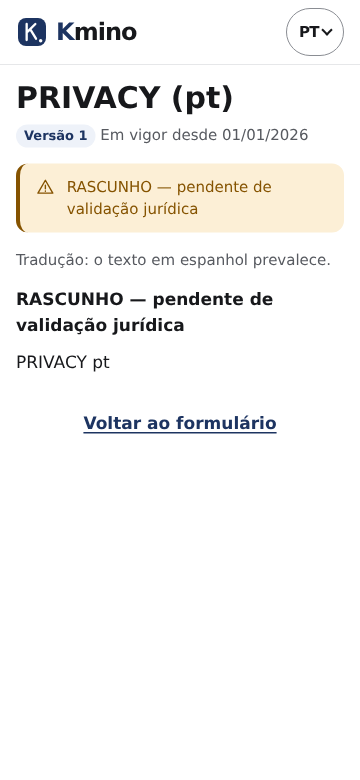 K. Kmino
PT
PRIVACY (pt)
Versão 1 Em vigor desde 01/01/2026
RASCUNHO — pendente de
validação jurídica
Tradução: o texto em espanhol prevalece.
RASCUNHO — pendente de
validação jurídica
PRIVACY pt
Voltar ao formulário